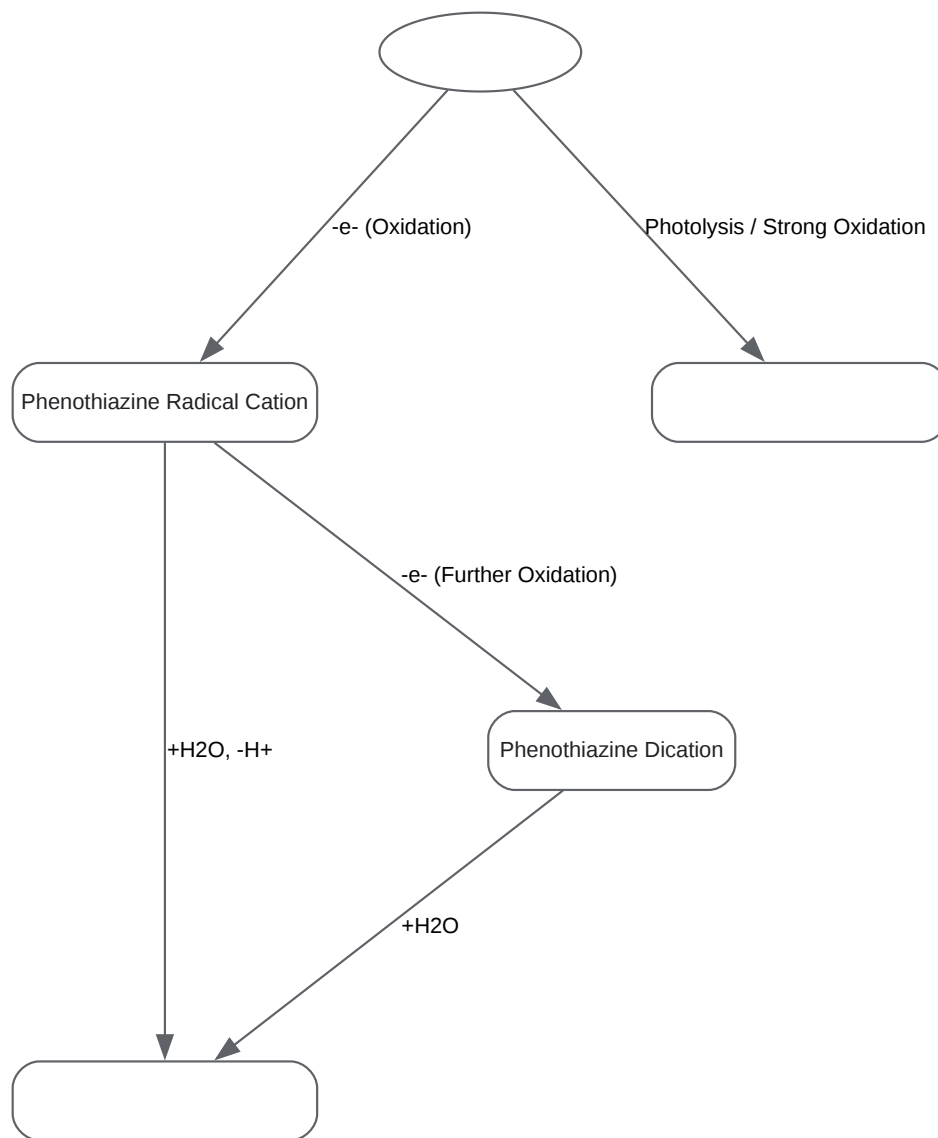 -e- (Oxidation)
Photolysis / Strong Oxidation
Phenothiazine Radical Cation
-e- (Further Oxidation)
+H2O, -H+
Phenothiazine Dication
+H2O